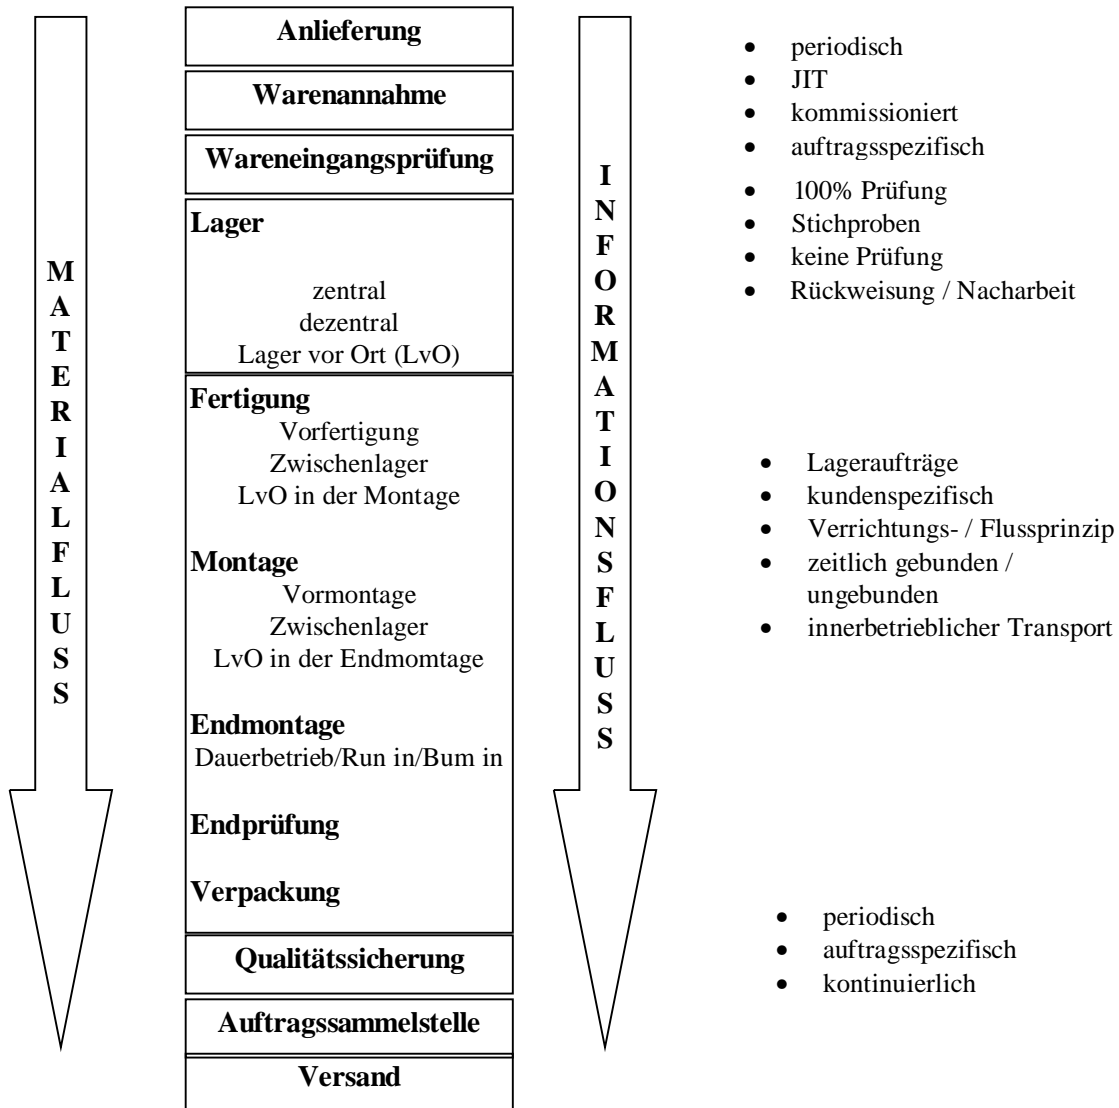 MATERIALFLUSS
Anlieferung
Warenannahme
Wareneingangsprüfung
Lager
zentral
dezentral
Lager vor Ort (LvO)
Fertigung
Vorfertigung
Zwischenlager
LvO in der Montage
Montage
Vormontage
Zwischenlager
LvO in der Endmomtage
Endmontage
Dauerbetrieb/Run in/Bum in
Endprüfung
Verpackung
Qualitätssicherung
Auftragssammelstelle
Versand
INFORMATIONSFLUSS
• periodisch
• JIT
• kommissioniert
• auftragsspezifisch
• 100% Prüfung
• Stichproben
• keine Prüfung
• Rückweisung / Nacharbeit
• Lageraufträge
• kundenspezifisch
• Verrichtungs- / Flussprinzip
• zeitlich gebunden /
ungebunden
• innerbetrieblicher Transport
• periodisch
• auftragsspezifisch
• kontinuierlich